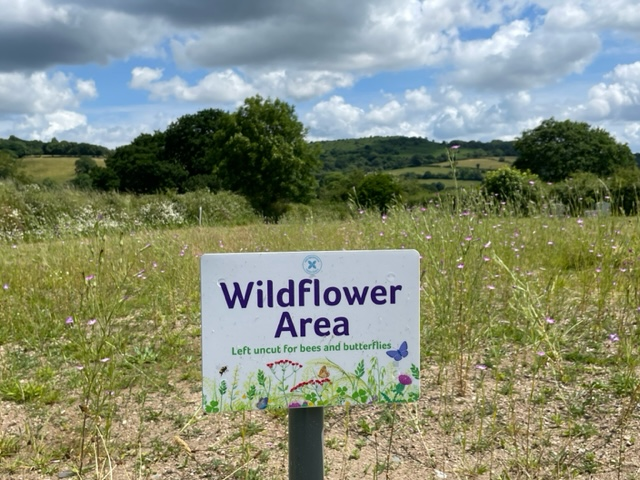 Wildflower
Area
Left uncut for bees and butterflies